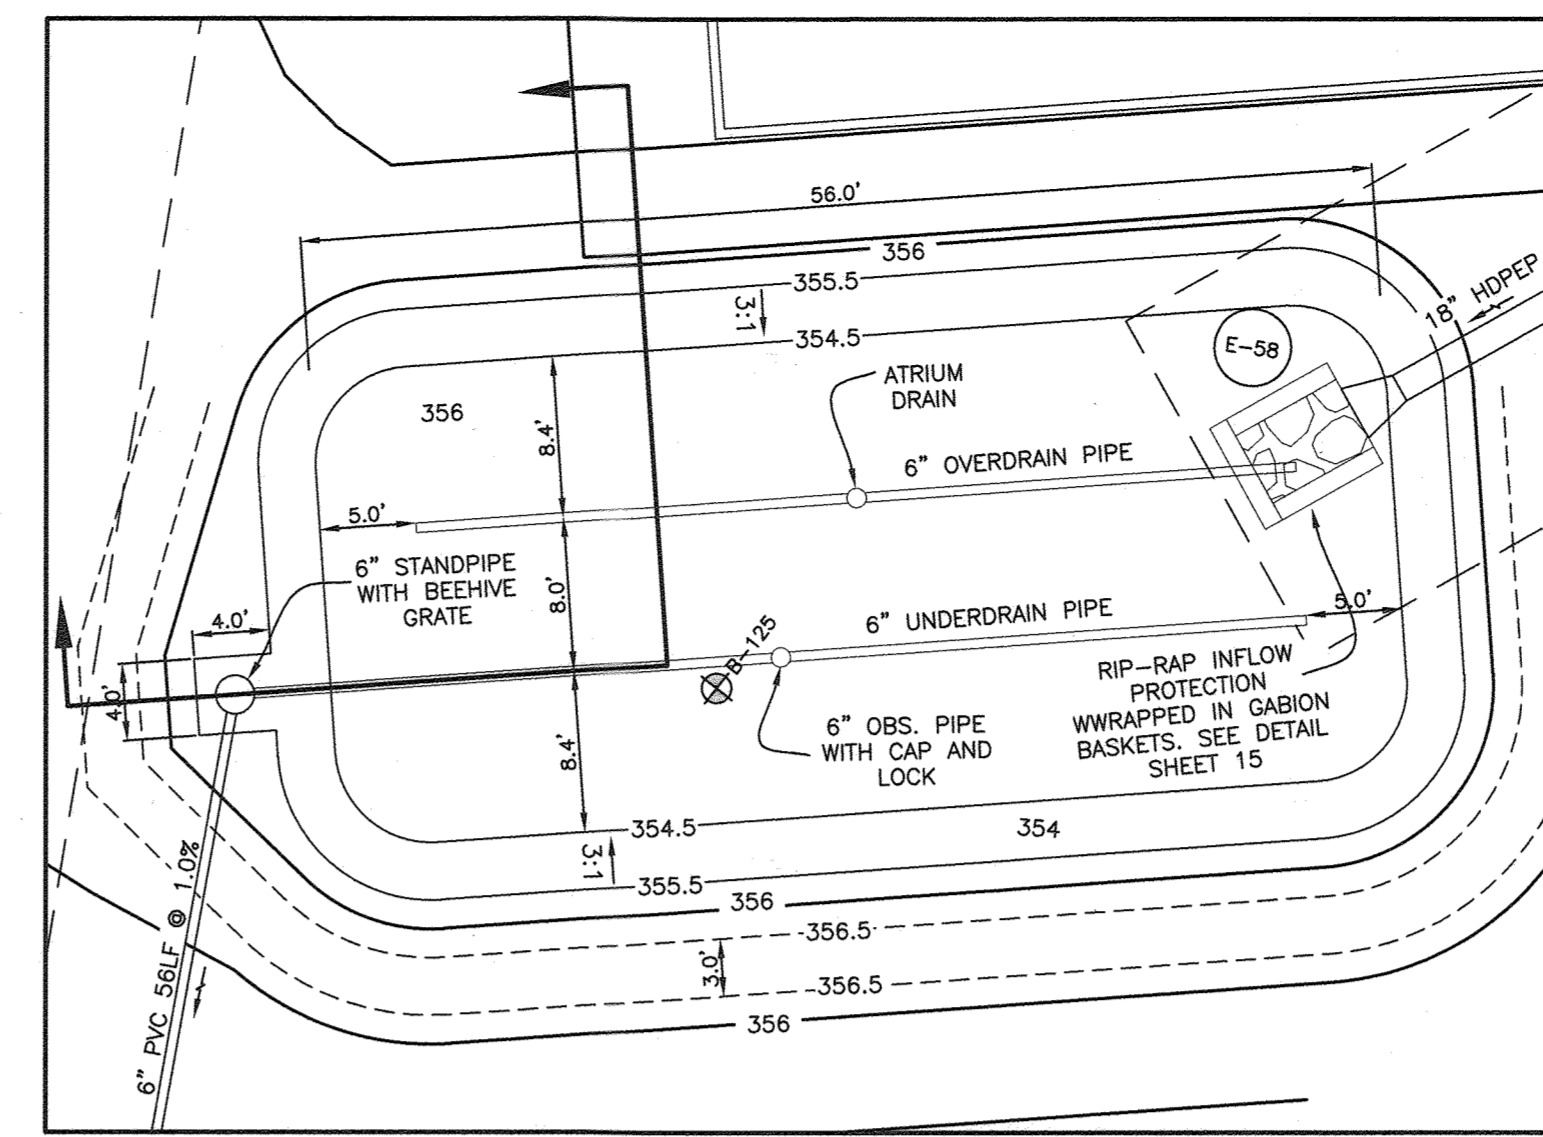 56.0'
356
355.5
3:1
354.5
18" HDPEP
E-58
ATRIUM
DRAIN
356
8.4'
6" OVERDRAIN PIPE
5.0'
6" STANDPIPE
WITH BEEHIVE
GRATE
8.0'
4.0'
6" UNDERDRAIN PIPE
5.0'
B-125
4.0'
RIP-RAP INFLOW
PROTECTION
WWRAPPED IN GABION
BASKETS. SEE DETAIL
SHEET 15
6" OBS. PIPE
WITH CAP AND
LOCK
8.4'
354.5
354
3:1
355.5
356
356.5
3.0'
356.5
356
6" PVC 56LF @ 1.0%